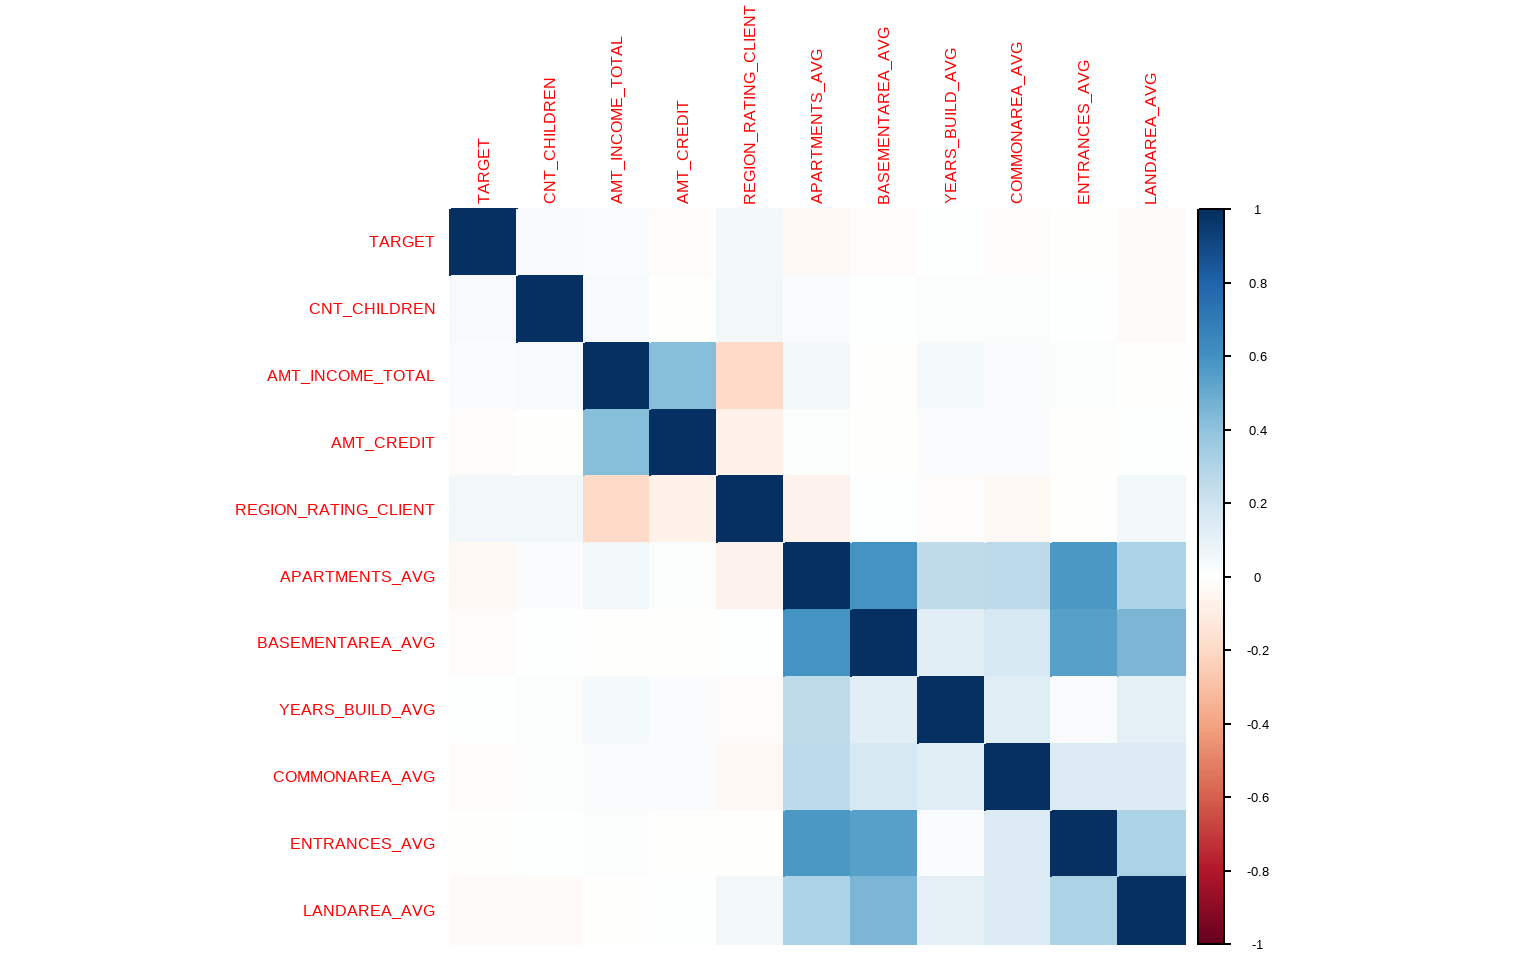 TARGET
CNT_CHILDREN
AMT_INCOME_TOTAL
AMT_CREDIT
REGION_RATING_CLIENT
APARTMENTS_AVG
BASEMENTAREA_AVG
YEARS_BUILD_AVG
COMMONAREA_AVG
ENTRANCES_AVG
LANDAREA_AVG
TARGET
CNT_CHILDREN
AMT_INCOME_TOTAL
AMT_CREDIT
REGION_RATING_CLIENT
APARTMENTS_AVG
BASEMENTAREA_AVG
YEARS_BUILD_AVG
COMMONAREA_AVG
ENTRANCES_AVG
LANDAREA_AVG
1
0.8
0.6
0.4
0.2
0
-0.2
-0.4
-0.6
-0.8
-1